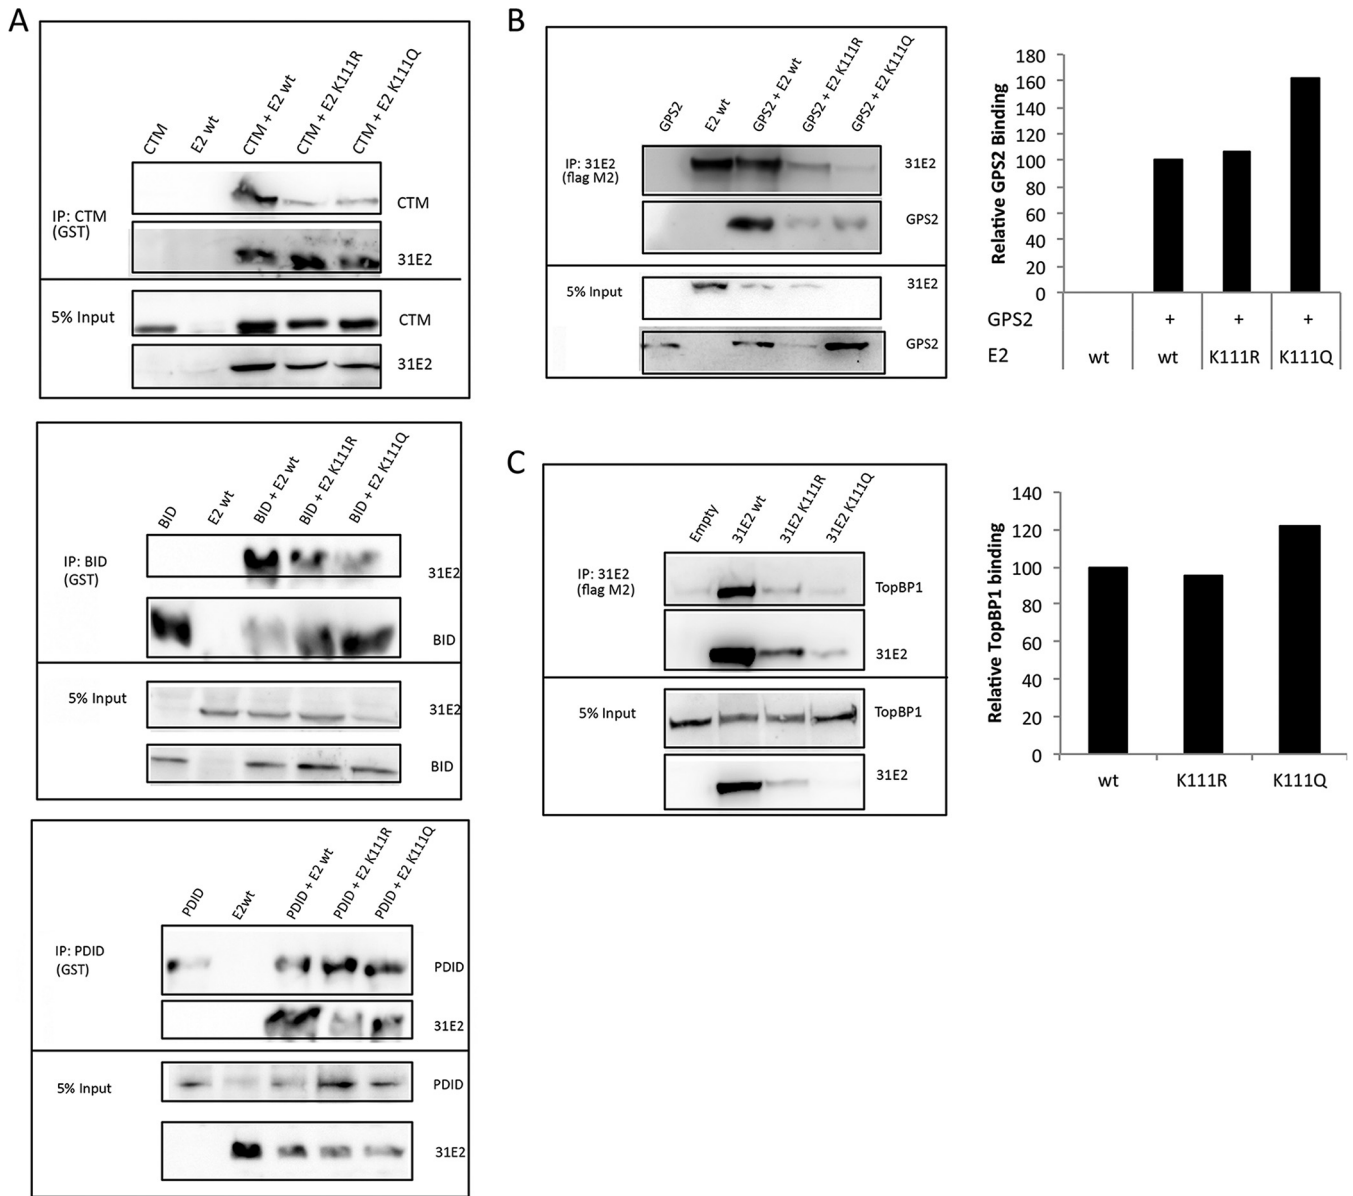 A
CTM
E2 wt
CTM + E2 wt
CTM + E2 K111R
CTM + E2 K111Q
IP: CTM
(GST)
CTM
31E2
5% Input
CTM
31E2
BID
E2 wt
BID + E2 wt
BID + E2 K111R
BID + E2 K111Q
IP: BID
(GST)
31E2
BID
5% Input
31E2
BID
PDID
E2wt
PDID + E2 wt
PDID + E2 K111R
PDID + E2 K111Q
IP: PDID
(GST)
PDID
31E2
5% Input
PDID
31E2
B
GPS2
E2 wt
GPS2 + E2 wt
GPS2 + E2 K111R
GPS2 + E2 K111Q
IP: 31E2
(flag M2)
31E2
GPS2
5% Input
31E2
GPS2
Relative GPS2 Binding
180
160
140
120
100
80
60
40
20
0
GPS2 + + +
E2 wt wt K111R K111Q
C
Empty
31E2 wt
31E2 K111R
31E2 K111Q
IP: 31E2
(flag M2)
TopBP1
31E2
5% Input
TopBP1
31E2
Relative TopBP1 binding
140
120
100
80
60
40
20
0
wt K111R K111Q